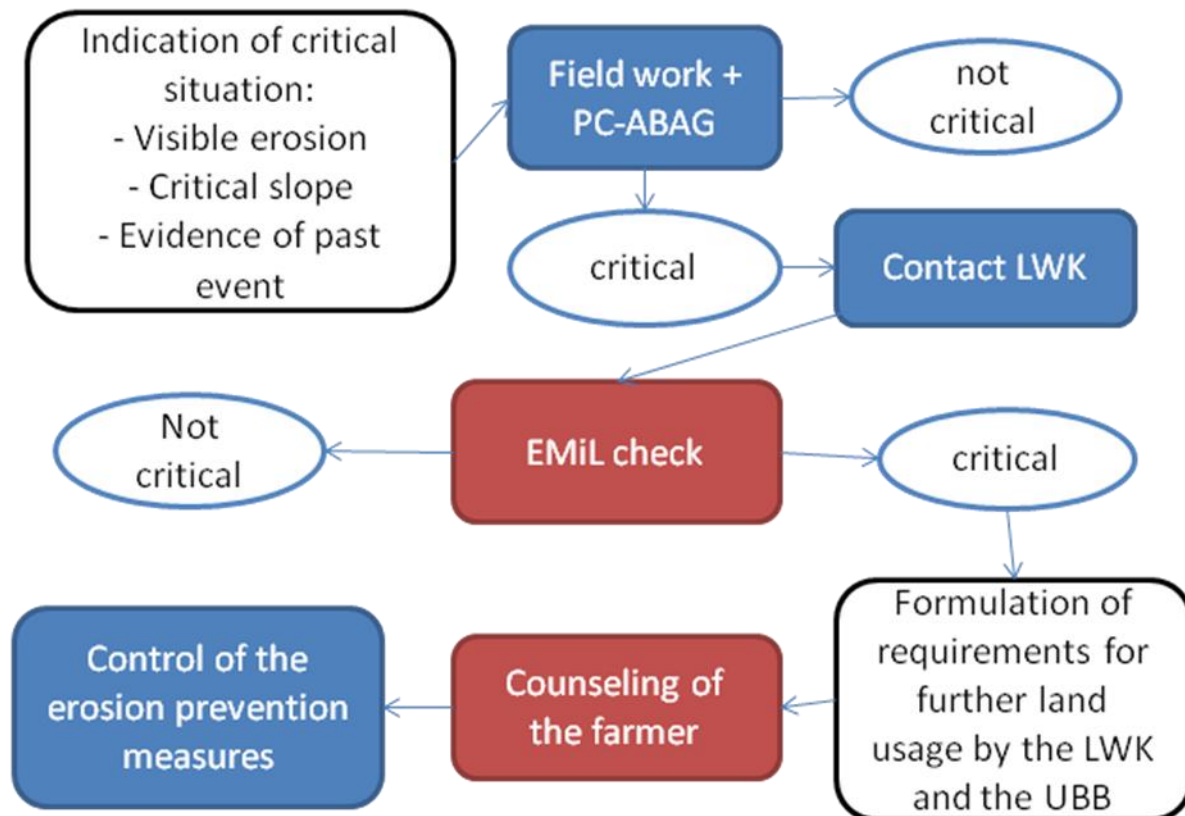 Indication of critical
situation:
- Visible erosion
- Critical slope
- Evidence of past
event
Field work +
PC-ABAG
not
critical
critical
Contact LWK
Not
critical
EMiL check
critical
Control of the
erosion prevention
measures
Counseling of
the farmer
Formulation of
requirements for
further land
usage by the LWK
and the UBB